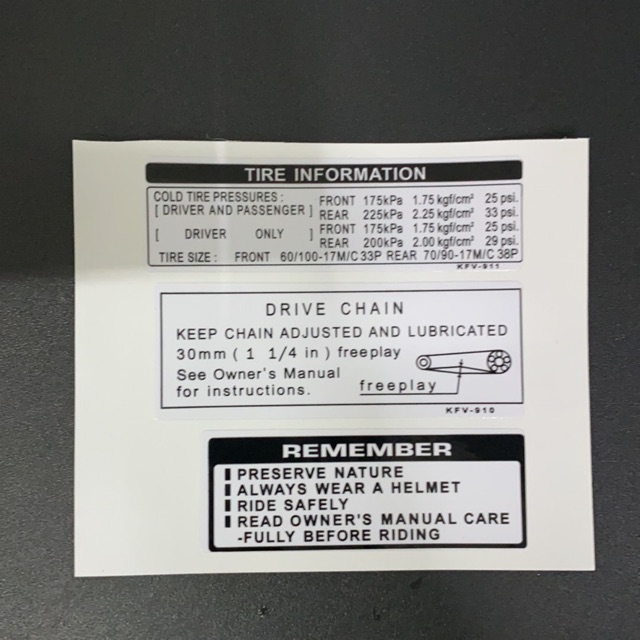 TIRE INFORMATION
COLD TIRE PRESSURES :
[ DRIVER AND PASSENGER ] FRONT 175kPa 1.75 kgf/cm² 25 psi.
REAR 225kPa 2.25 kgf/cm² 33 psi.
[ DRIVER ONLY ] FRONT 175kPa 1.75 kgf/cm² 25 psi.
REAR 200kPa 2.00 kgf/cm² 29 psi.
TIRE SIZE : FRONT 60/100-17M/C 33P REAR 70/90-17M/C 38P
KFV-911
DRIVE CHAIN
KEEP CHAIN ADJUSTED AND LUBRICATED
30mm ( 1 1/4 in ) freeplay
See Owner's Manual
for instructions.
freeplay
KFV-910
REMEMBER
PRESERVE NATURE
ALWAYS WEAR A HELMET
RIDE SAFELY
READ OWNER'S MANUAL CARE
-FULLY BEFORE RIDING